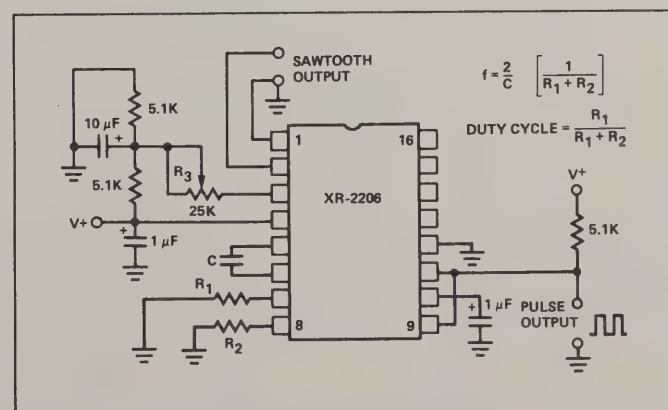 SAWTOOTH
OUTPUT
f = 2/C [1/(R1 + R2)]
DUTY CYCLE = R1/(R1 + R2)
5.1K
10 µF +
R3
5.1K
25K
V+
+
1 µF
C
R1
R2
1
16
XR-2206
8
9
V+
5.1K
+
1 µF
PULSE
OUTPUT